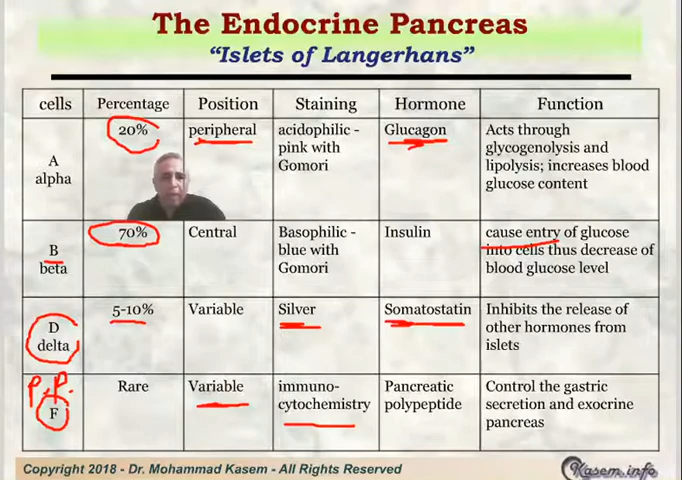 The Endocrine Pancreas
“Islets of Langerhans”
cells Percentage Position Staining Hormone Function
A
alpha
20%
peripheral
acidophilic -
pink with
Gomori
Glucagon
Acts through
glycogenolysis and
lipolysis; increases blood
glucose content
B
beta
70%
Central
Basophilic -
blue with
Gomori
Insulin
cause entry of glucose
into cells thus decrease of
blood glucose level
D
delta
5-10%
Variable
Silver
Somatostatin
Inhibits the release of
other hormones from
islets
P.P.
F
Rare
Variable
immuno-
cytochemistry
Pancreatic
polypeptide
Control the gastric
secretion and exocrine
pancreas
Copyright 2018 - Dr. Mohammad Kasem - All Rights Reserved
Kasem.info